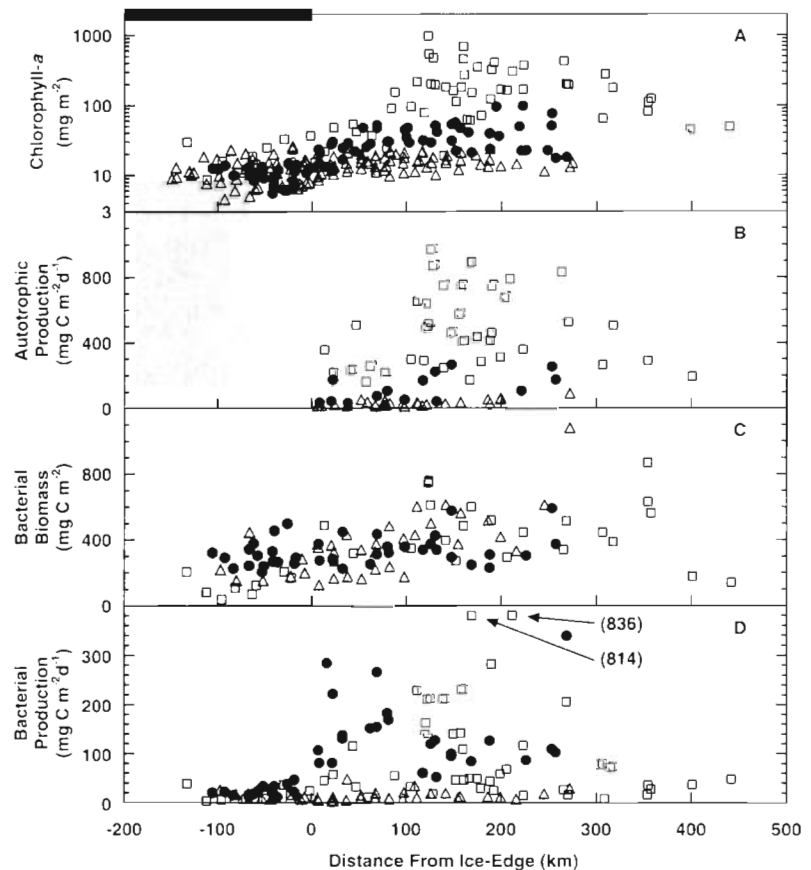 A
1000
100
10
3
Chlorophyll-a
(mg m-2)
B
800
400
0
Autotrophic
Production
(mg C m-2d-1)
C
800
400
0
Bacterial
Biomass
(mg C m-2)
D
(836)
(814)
300
200
100
0
Bacterial
Production
(mg C m-2d-1)
-200 -100 0 100 200 300 400 500
Distance From Ice-Edge (km)